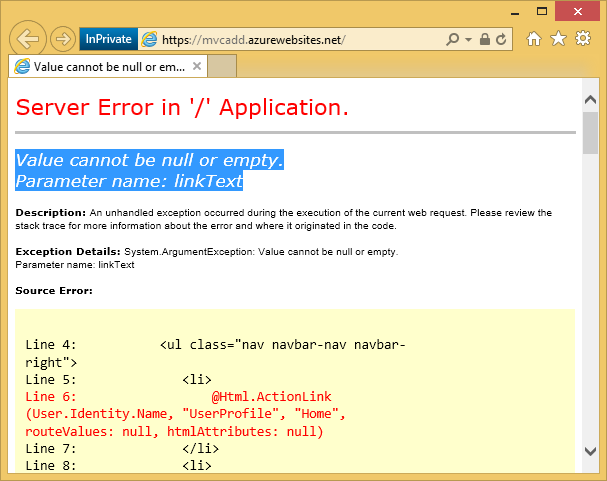 InPrivate
https://mvcadd.azurewebsites.net/
Value cannot be null or em...
Server Error in '/' Application.
Value cannot be null or empty.
Parameter name: linkText
Description: An unhandled exception occurred during the execution of the current web request. Please review the
stack trace for more information about the error and where it originated in the code.
Exception Details: System.ArgumentException: Value cannot be null or empty.
Parameter name: linkText
Source Error:
Line 4:          <ul class="nav navbar-nav navbar-
right">
Line 5:             <li>
Line 6:                 @Html.ActionLink
(User.Identity.Name, "UserProfile", "Home",
routeValues: null, htmlAttributes: null)
Line 7:             </li>
Line 8:             <li>